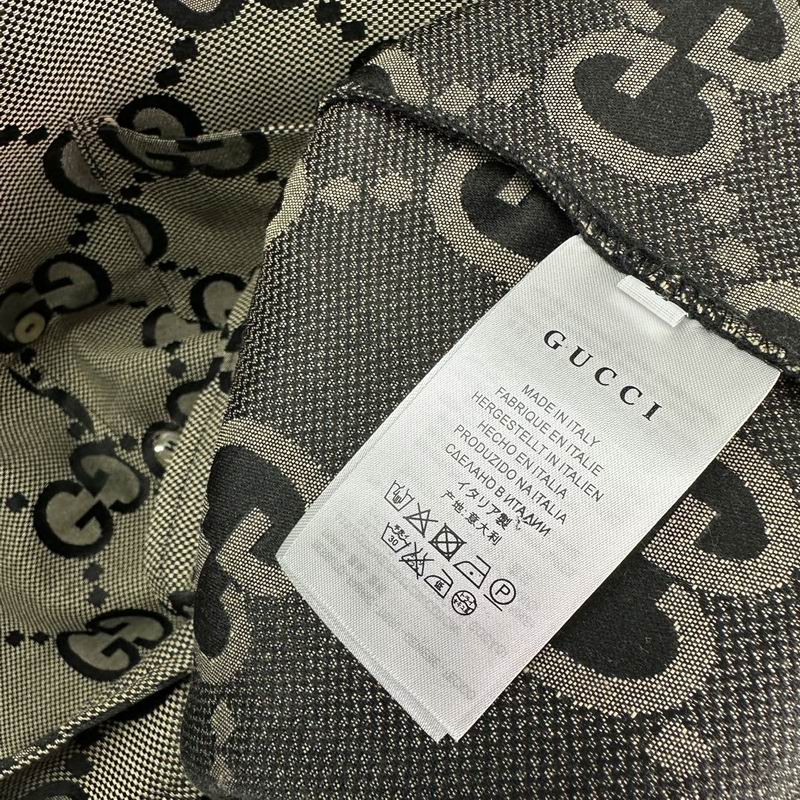 GUCCI
MADE IN ITALY
FABRIQUE EN ITALIE
HERGESTELLT IN ITALIEN
HECHO EN ITALIA
PRODUZIDO NA ITALIA
СДЕЛАНО В ИТАЛИИ
イタリア製
产地:意大利
P
30